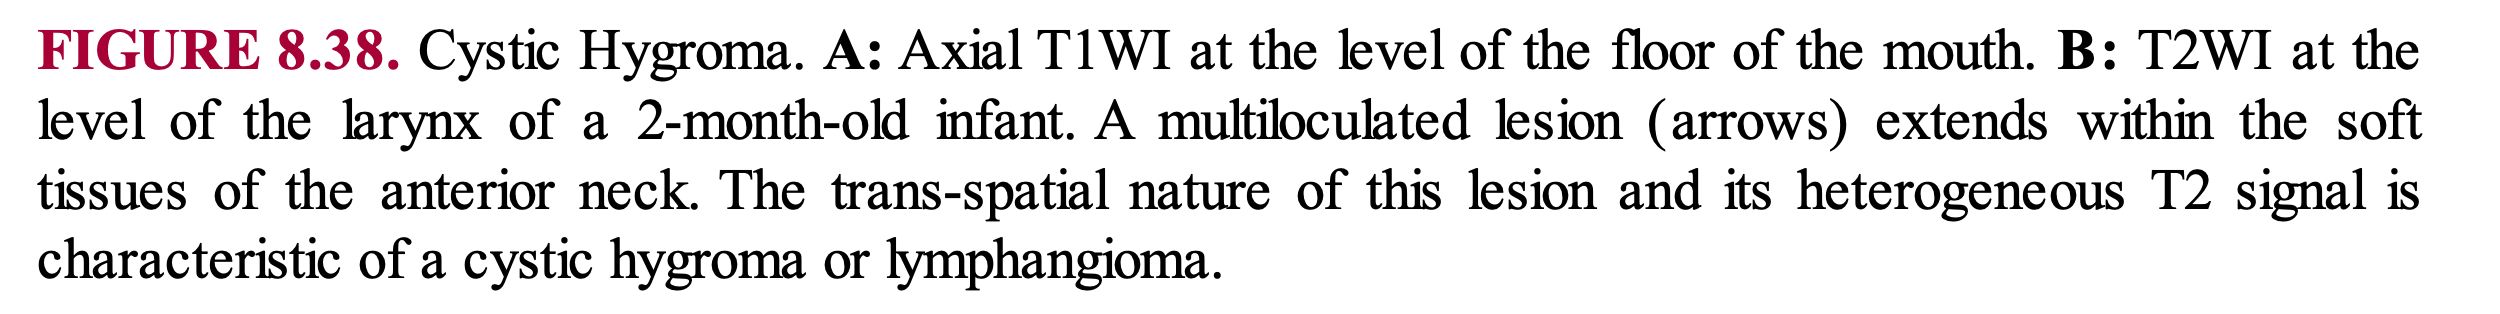 FIGURE 8.38. Cystic Hygroma. A: Axial T1WI at the level of the floor of the mouth. B: T2WI at the
level of the larynx of a 2-month-old infant. A multiloculated lesion (arrows) extends within the soft
tissues of the anterior neck. The trans-spatial nature of this lesion and its heterogeneous T2 signal is
characteristic of a cystic hygroma or lymphangioma.